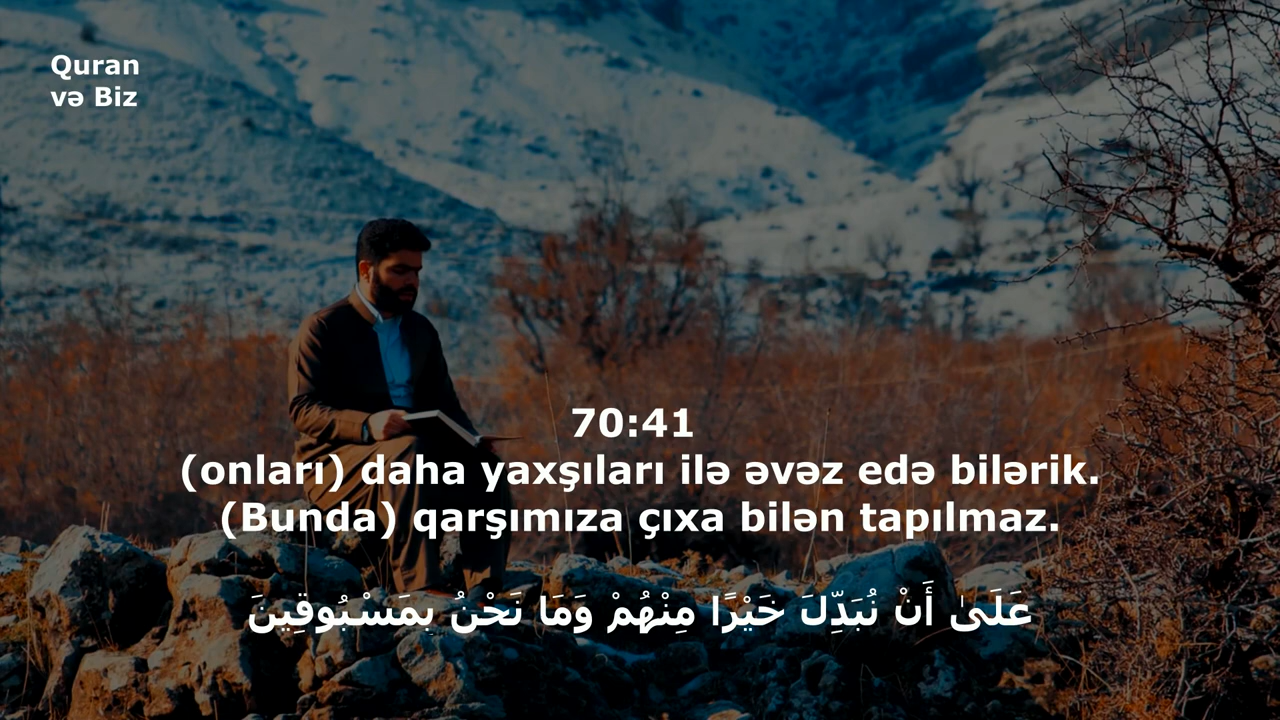 Quran
və Biz
70:41
(onları) daha yaxşıları ilə əvəz edə bilərik.
(Bunda) qarşımıza çıxa bilən tapılmaz.
عَلَىٰ أَنْ نُبَدِّلَ خَيْرًا مِنْهُمْ وَمَا نَحْنُ بِمَسْبُوقِينَ